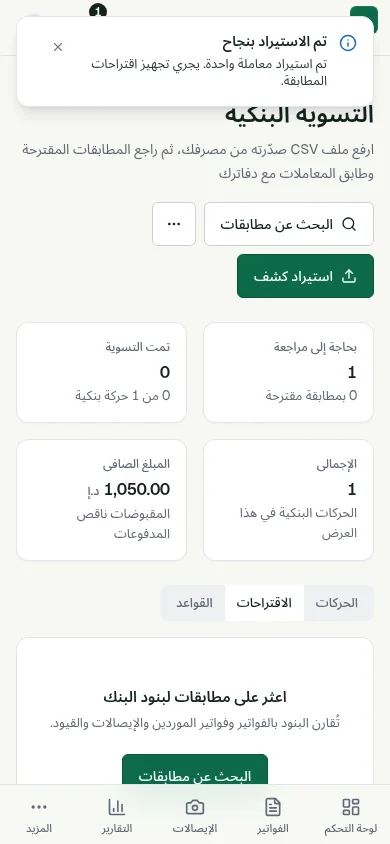 1
تم الاستيراد بنجاح
تم استيراد معاملة واحدة. يجري تجهيز اقتراحات
المطابقة.
التسوية البنكية
ارفع ملف CSV صدّرته من مصرفك، ثم راجع المطابقات المقترحة
وطابق المعاملات مع دفاترك
البحث عن مطابقات
استيراد كشف
بحاجة إلى مراجعة
1
0 بمطابقة مقترحة
تمت التسوية
0
0 من 1 حركة بنكية
الإجمالي
1
الحركات البنكية في هذا
العرض
المبلغ الصافي
1,050.00 د.إ
المقبوضات ناقص
المدفوعات
الحركات
الاقتراحات
القواعد
اعثر على مطابقات لبنود البنك
تُقارن البنود بالفواتير وفواتير الموردين والإيصالات والقيود.
البحث عن مطابقات
لوحة التحكم
الفواتير
الإيصالات
التقارير
المزيد